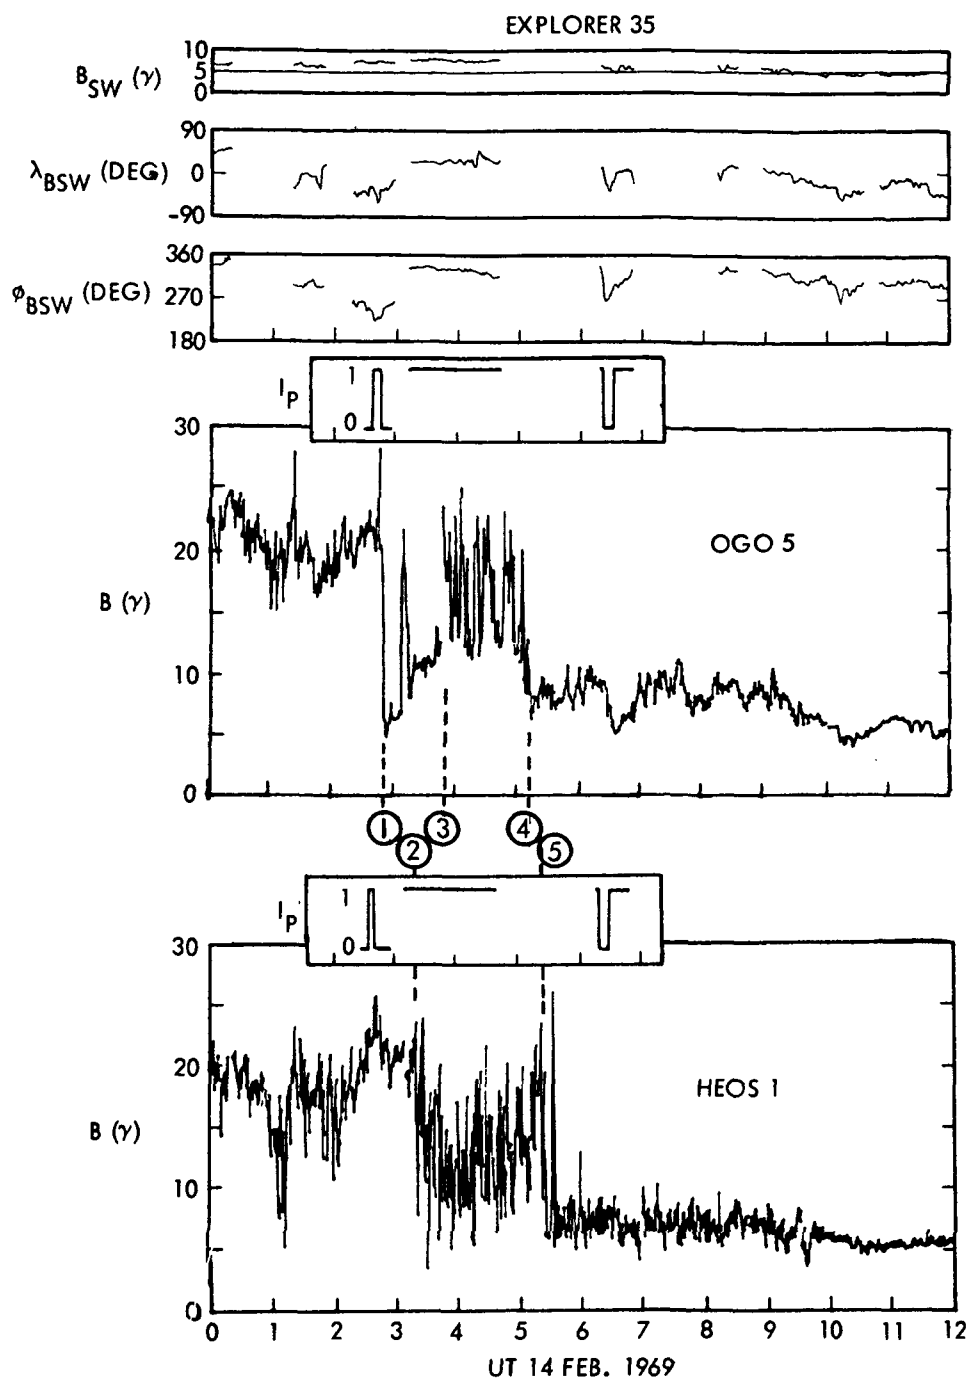 EXPLORER 35
B_SW (γ)
10
5
0
λ_BSW (DEG)
90
0
-90
φ_BSW (DEG)
360
270
180
I_P
1
0
30
20
10
0
B (γ)
OGO 5
1 2 3 4 5
I_P
1
0
30
20
10
0
B (γ)
HEOS 1
0 1 2 3 4 5 6 7 8 9 10 11 12
UT 14 FEB. 1969